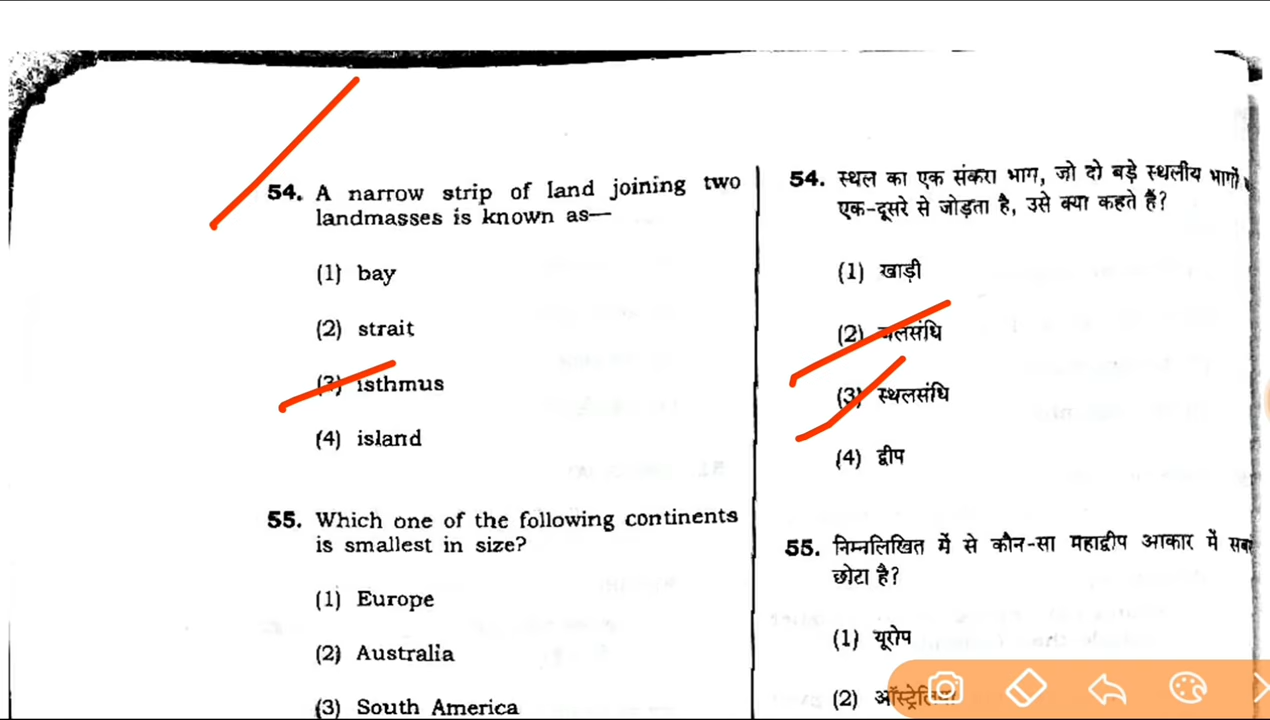 54. A narrow strip of land joining two
landmasses is known as—
(1) bay
(2) strait
(3) isthmus
(4) island
55. Which one of the following continents
is smallest in size?
(1) Europe
(2) Australia
(3) South America
54. स्थल का एक संकरा भाग, जो दो बड़े स्थलीय भागों
एक-दूसरे से जोड़ता है, उसे क्या कहते हैं?
(1) खाड़ी
(2) जलसंधि
(3) स्थलसंधि
(4) द्वीप
55. निम्नलिखित में से कौन-सा महाद्वीप आकार में
छोटा है?
(1) यूरोप
(2) ऑस्ट्रेलिया